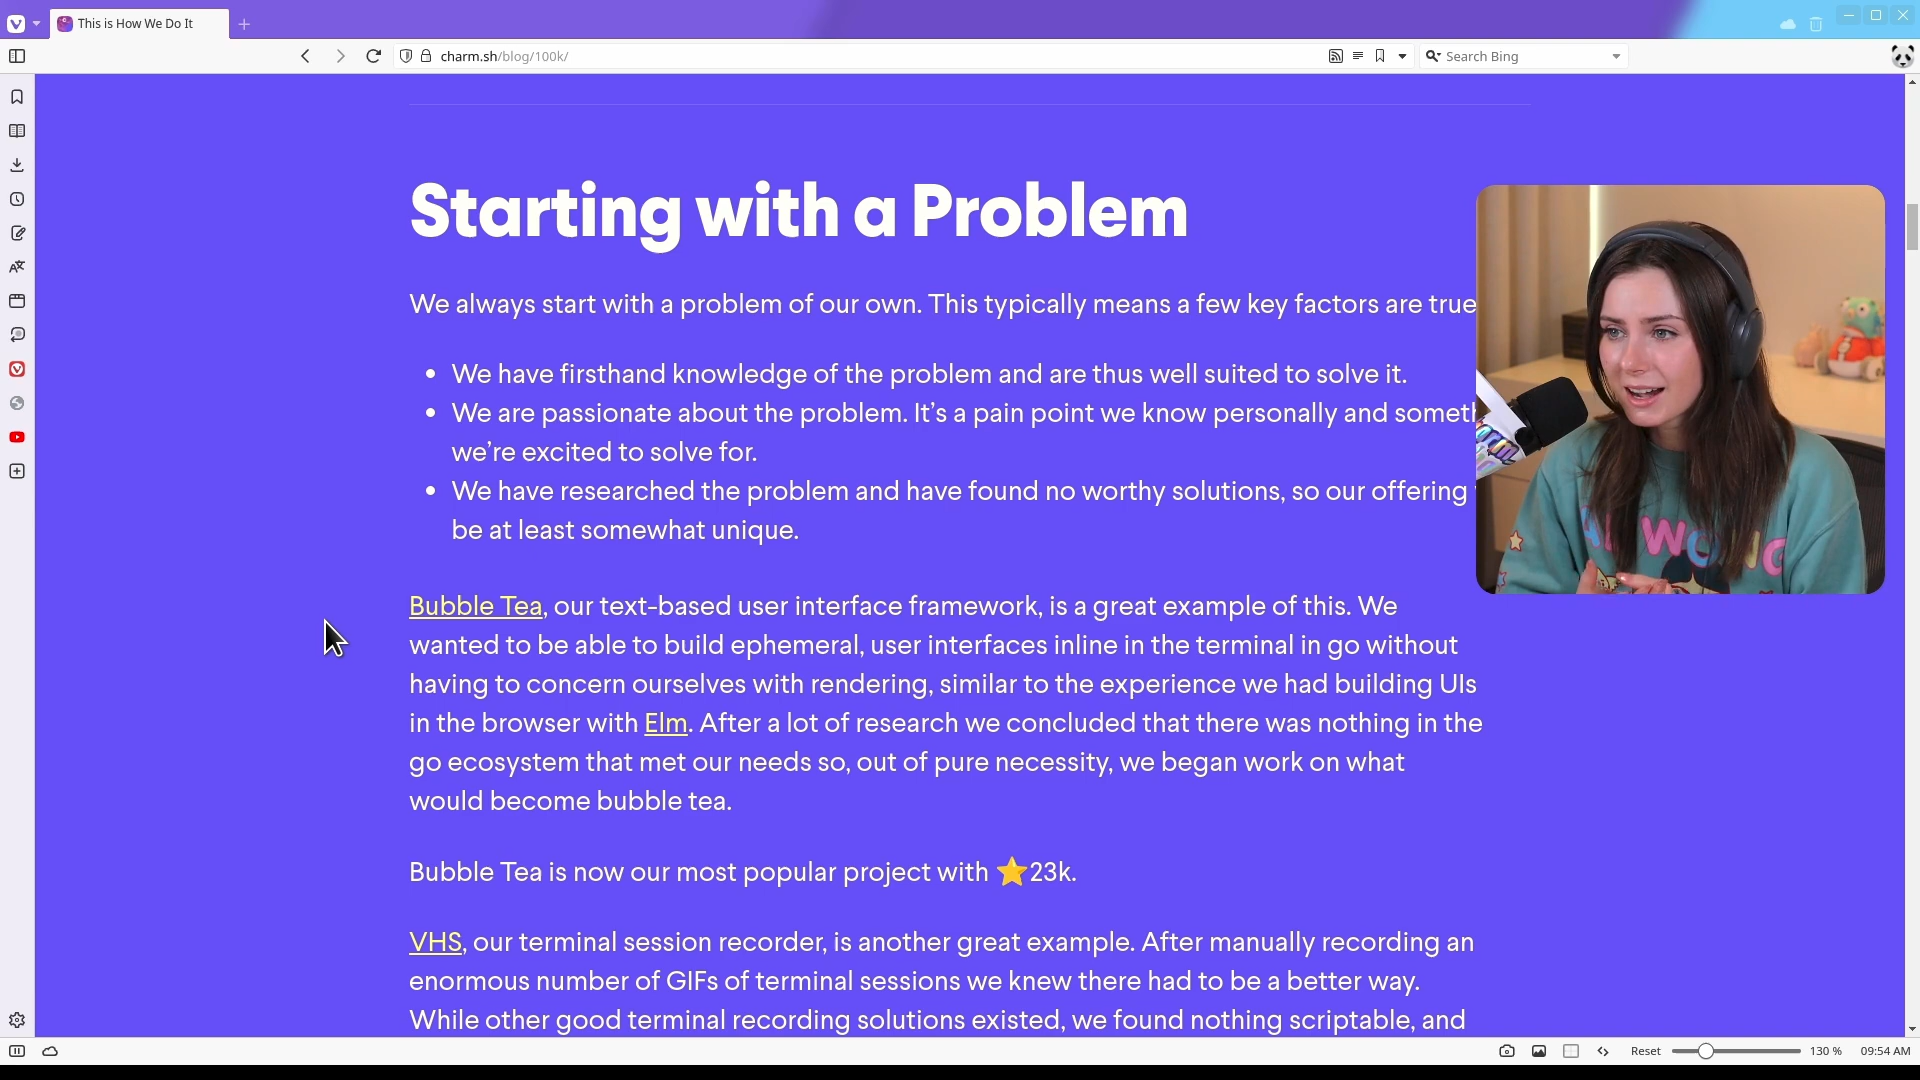 This is How We Do It
charm.sh/blog/100k/
Search Bing
Starting with a Problem
We always start with a problem of our own. This typically means a few key factors are true
We have firsthand knowledge of the problem and are thus well suited to solve it.
We are passionate about the problem. It’s a pain point we know personally and
we’re excited to solve for.
We have researched the problem and have found no worthy solutions, so our offering
be at least somewhat unique.
Bubble Tea, our text-based user interface framework, is a great example of this. We
wanted to be able to build ephemeral, user interfaces inline in the terminal in go without
having to concern ourselves with rendering, similar to the experience we had building UIs
in the browser with Elm. After a lot of research we concluded that there was nothing in the
go ecosystem that met our needs so, out of pure necessity, we began work on what
would become bubble tea.
Bubble Tea is now our most popular project with ⭐23k.
VHS, our terminal session recorder, is another great example. After manually recording an
enormous number of GIFs of terminal sessions we knew there had to be a better way.
While other good terminal recording solutions existed, we found nothing scriptable, and
Reset
130 %
09:54 AM